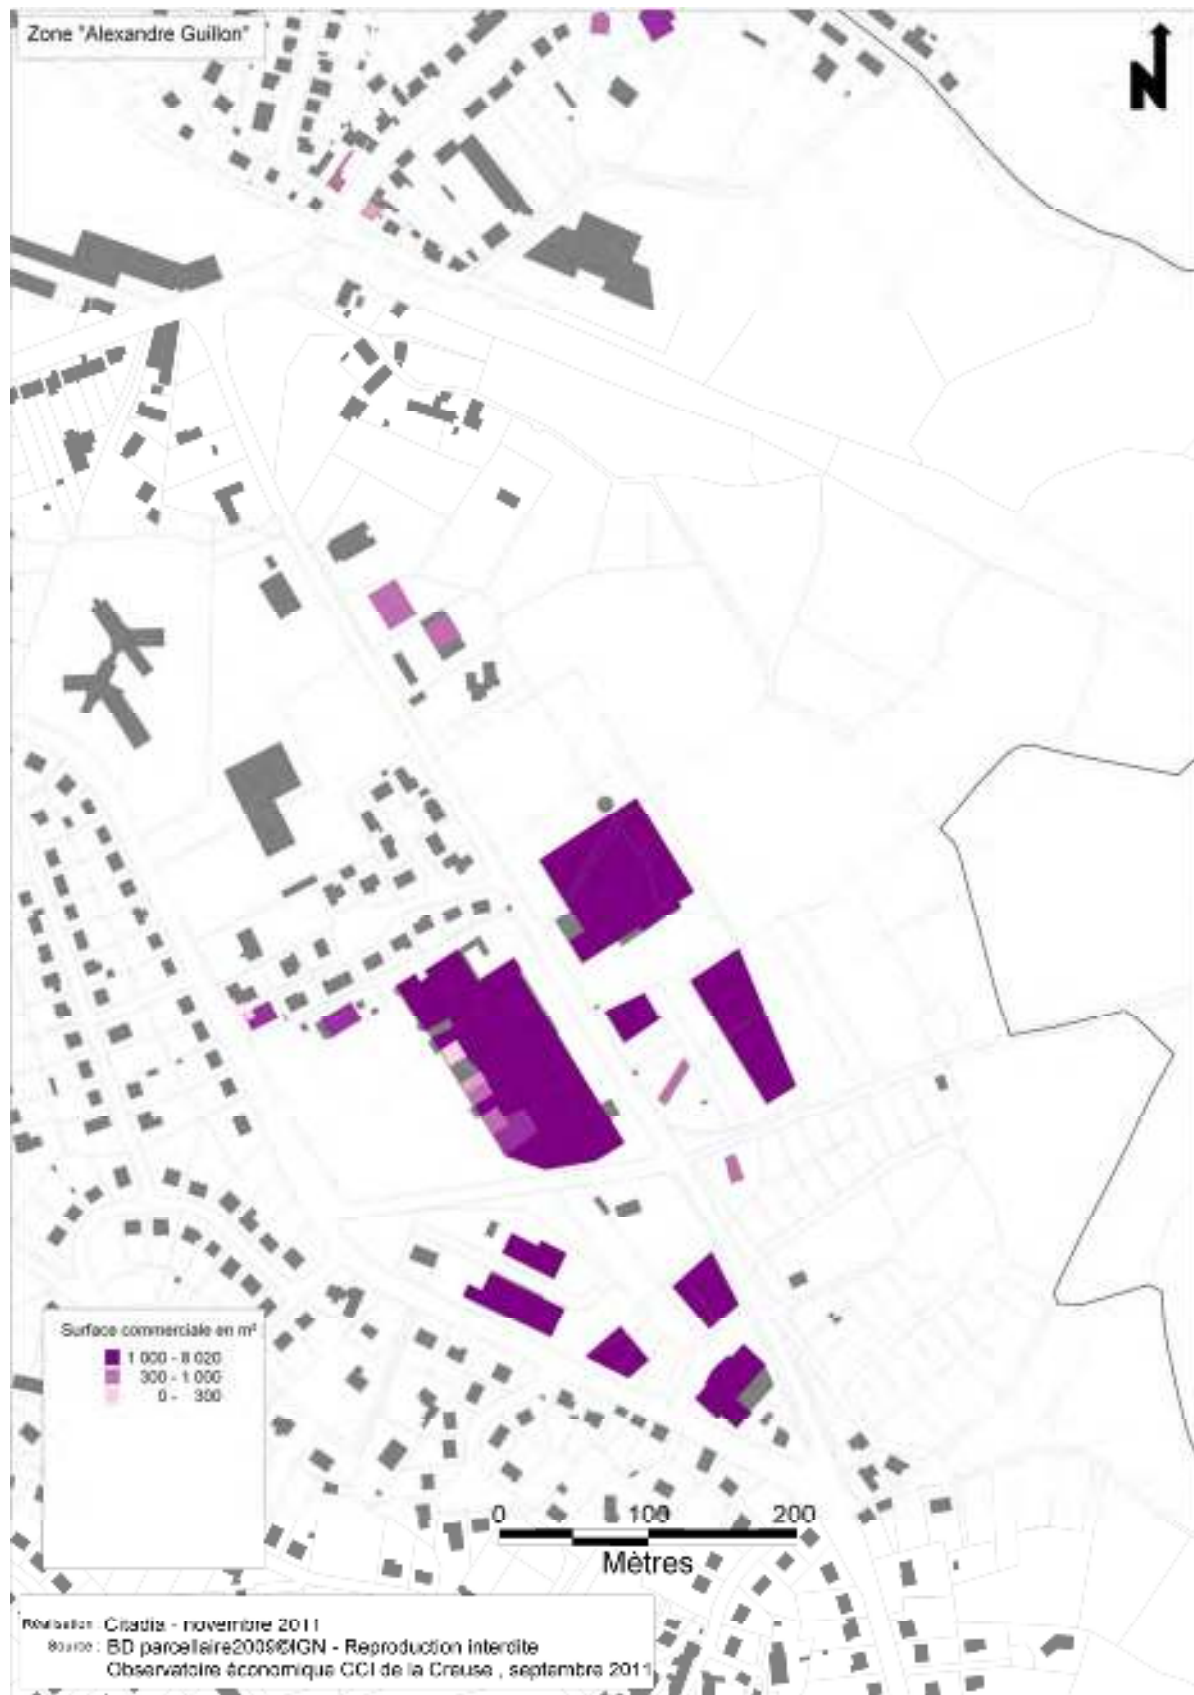 Zone "Alexandre Guillon"
N
Surface commerciale en m²
1 000 - 8 020
300 - 1 000
0 - 300
0 100 200
Mètres
Réalisation : Citadia - novembre 2011
Source : BD parcellaire2009©IGN - Reproduction interdite
Observatoire économique CCI de la Creuse , septembre 2011